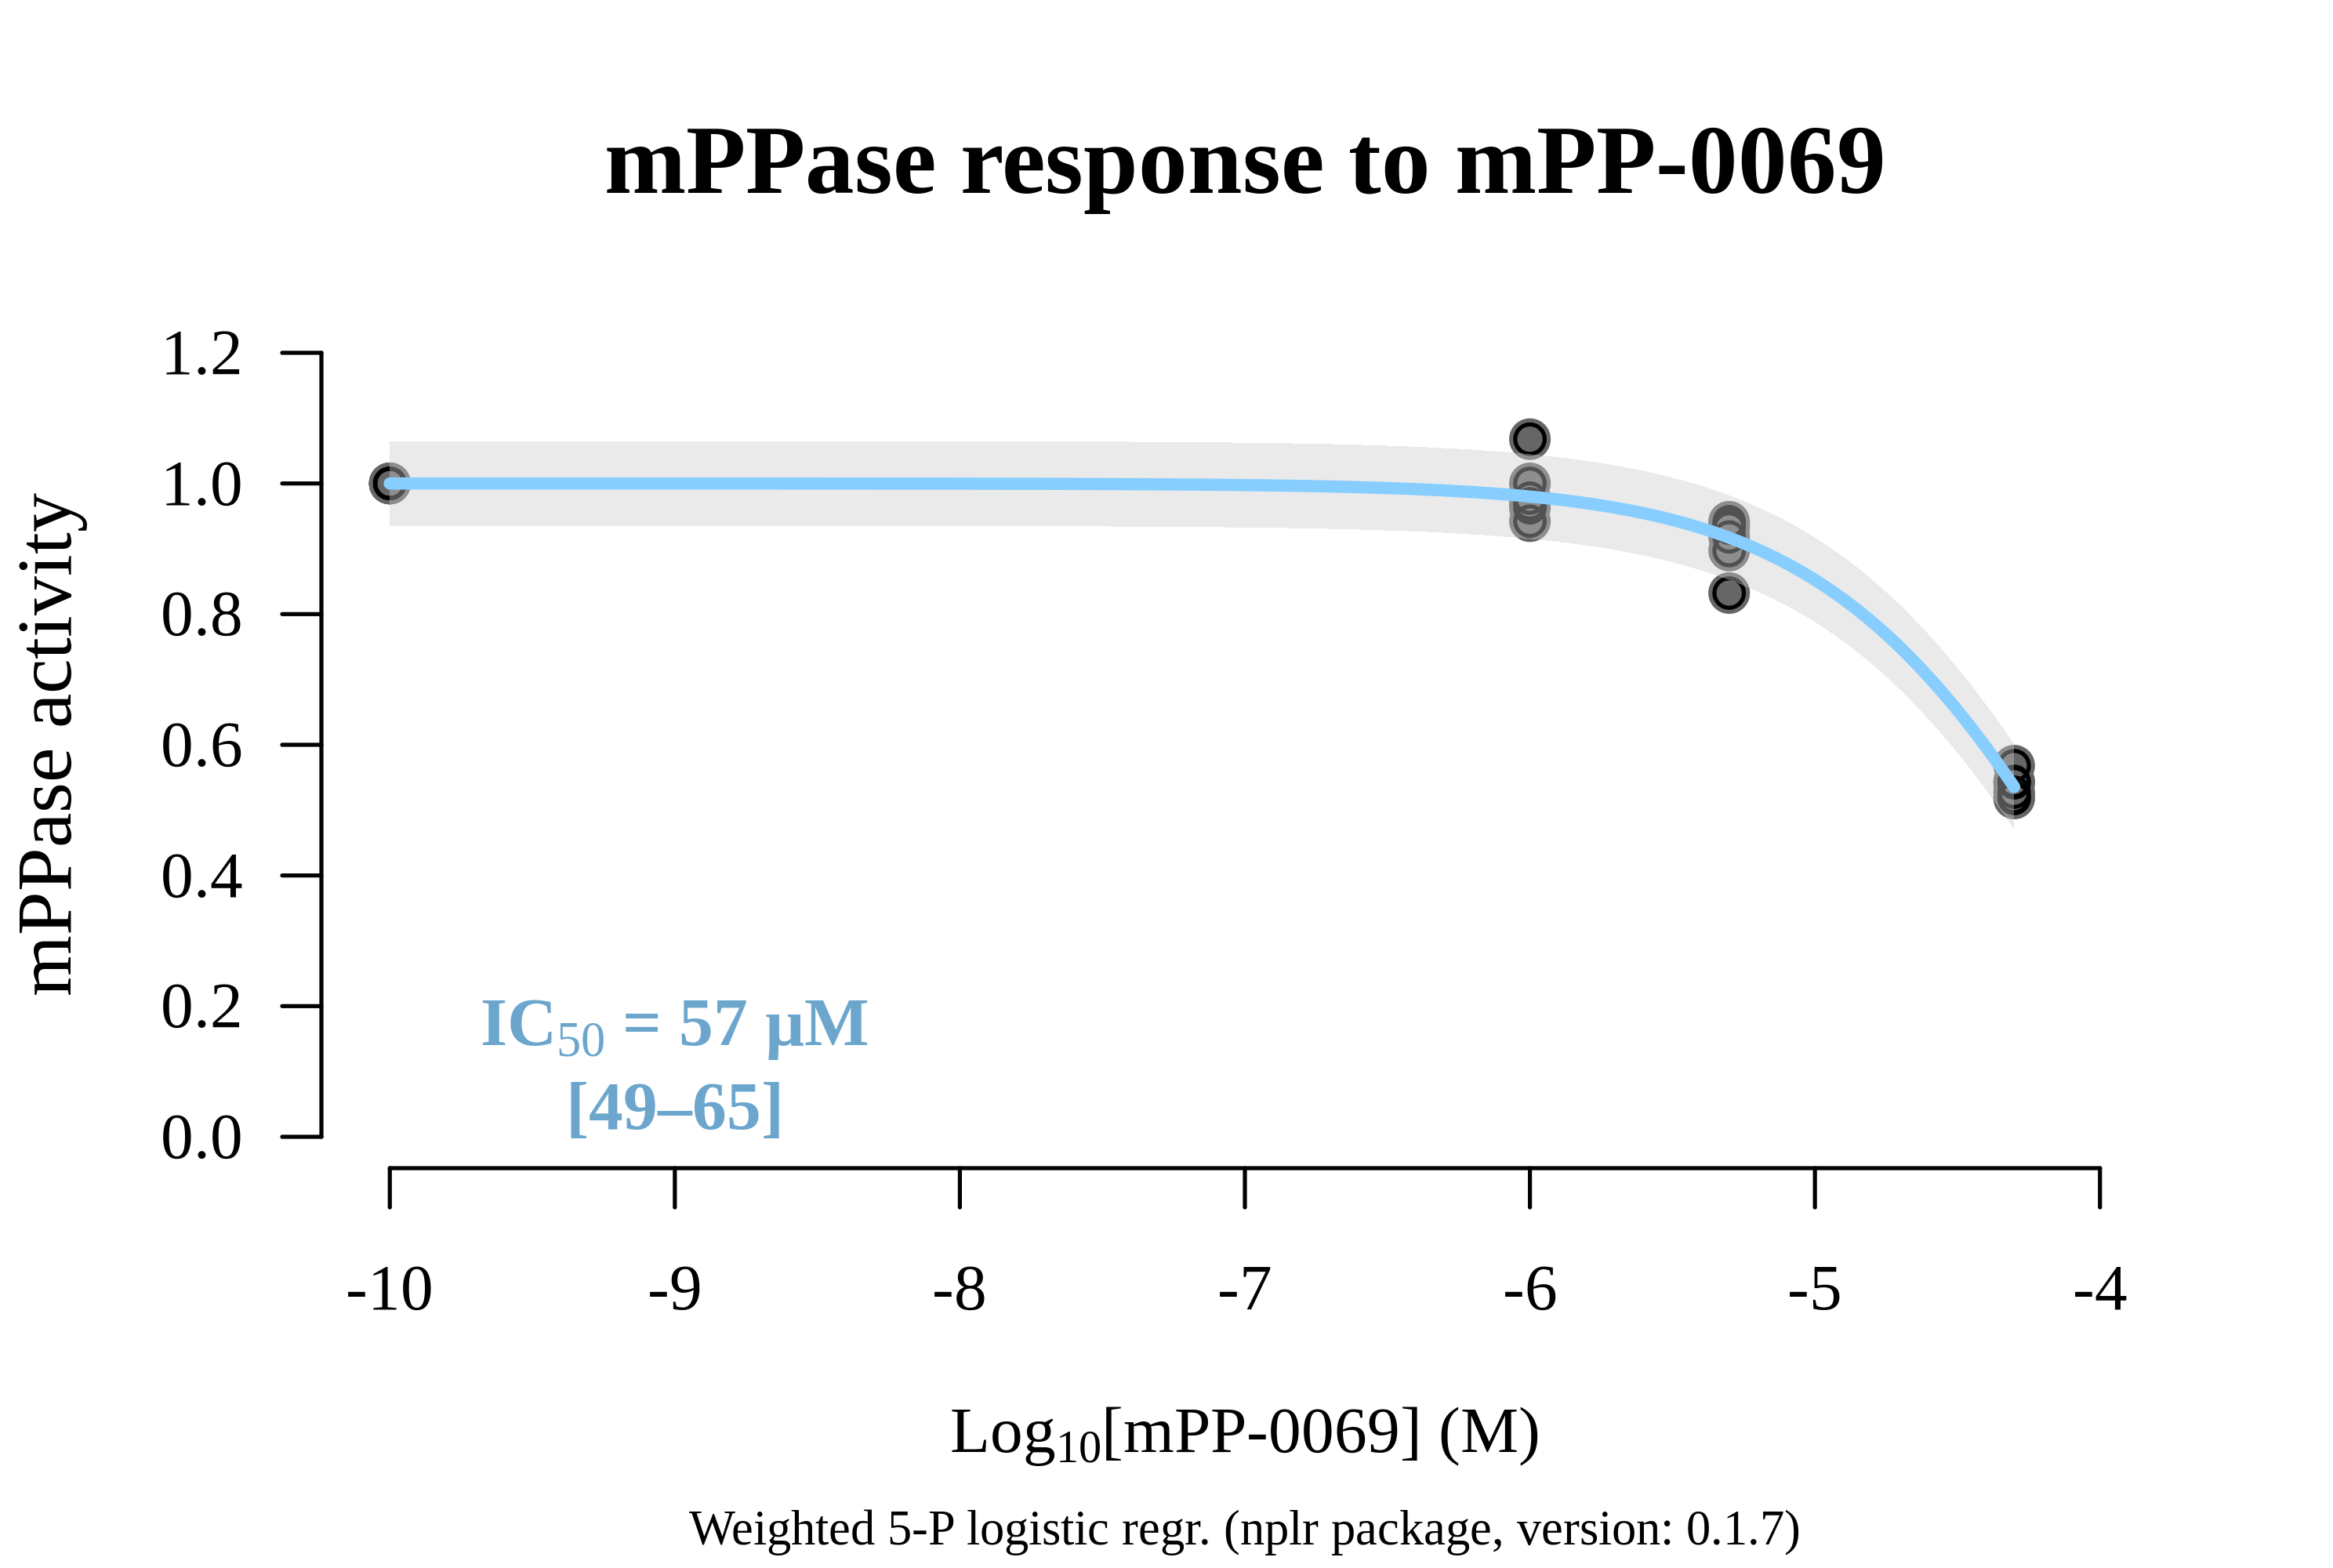 mPPase response to mPP-0069
mPPase activity
1.2
1.0
0.8
0.6
0.4
0.2
0.0
IC50 = 57 µM
[49–65]
-10 -9 -8 -7 -6 -5 -4
Log10[mPP-0069] (M)
Weighted 5-P logistic regr. (nplr package, version: 0.1.7)